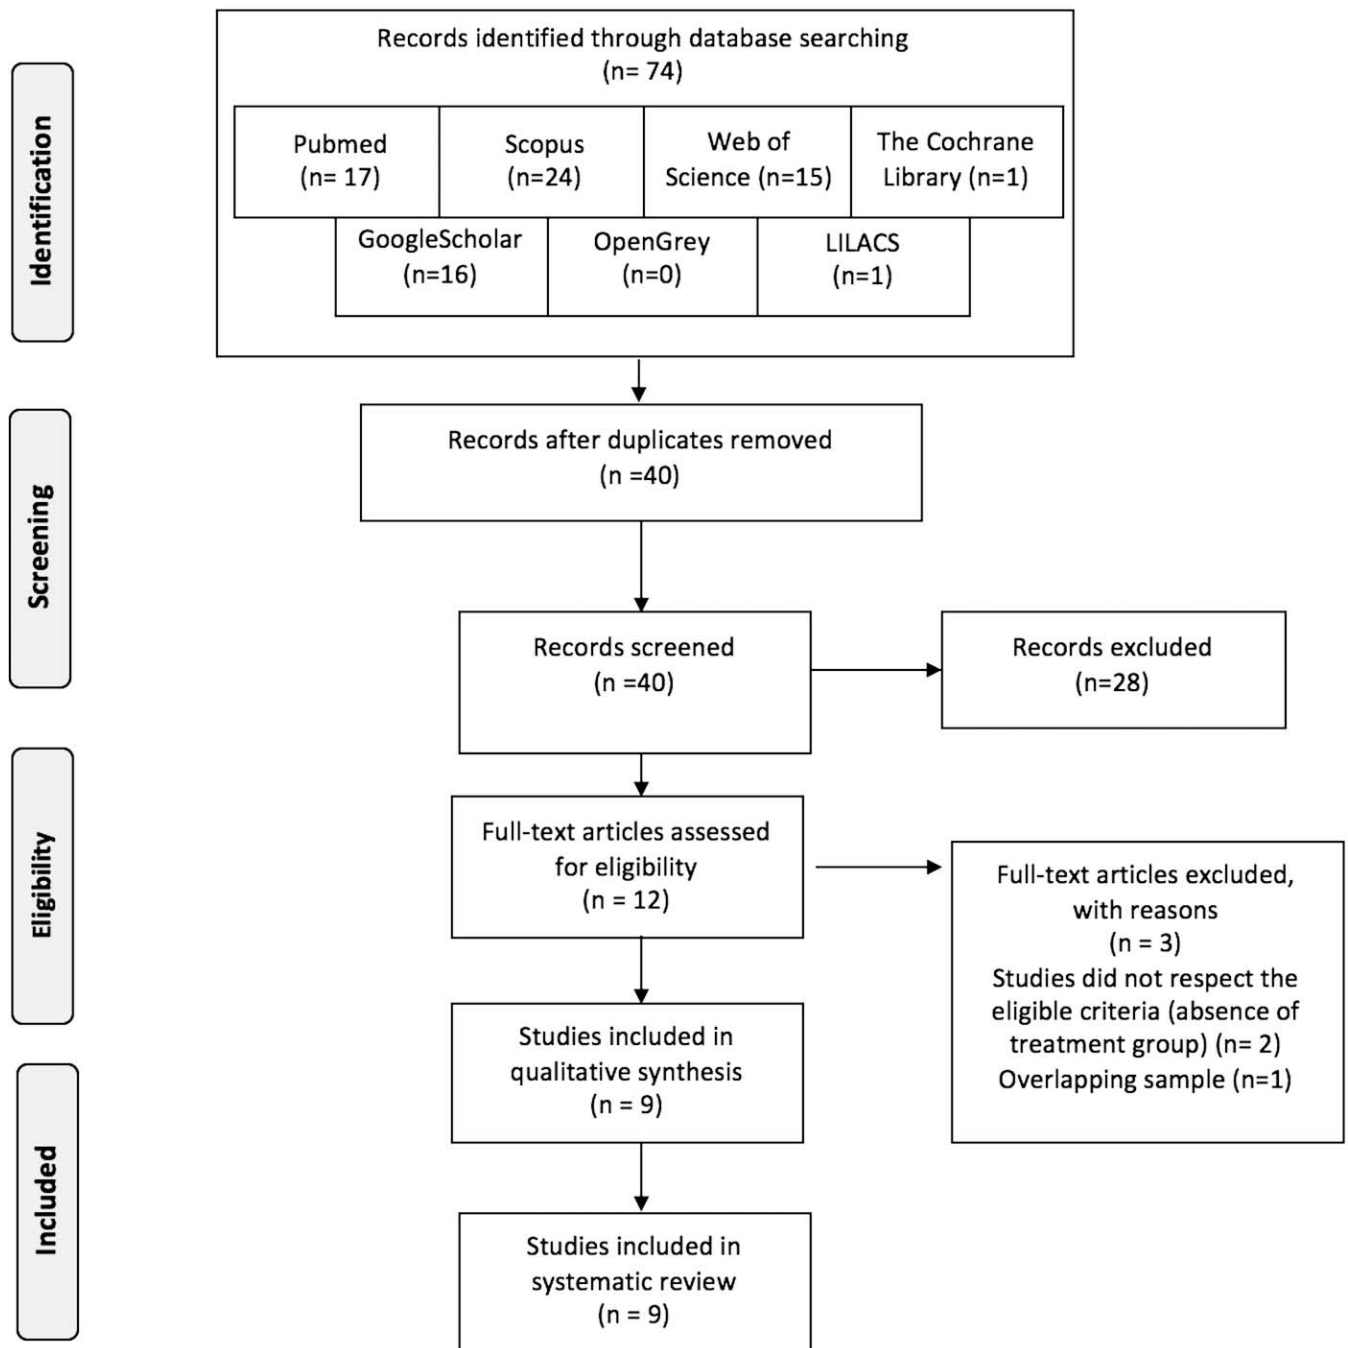 Records identified through database searching
(n= 74)
Pubmed
(n= 17)
Scopus
(n=24)
Web of
Science (n=15)
The Cochrane
Library (n=1)
GoogleScholar
(n=16)
OpenGrey
(n=0)
LILACS
(n=1)
Identification
Records after duplicates removed
(n =40)
Screening
Records screened
(n =40)
Records excluded
(n=28)
Eligibility
Full-text articles assessed
for eligibility
(n = 12)
Full-text articles excluded,
with reasons
(n = 3)
Studies did not respect the
eligible criteria (absence of
treatment group) (n= 2)
Overlapping sample (n=1)
Studies included in
qualitative synthesis
(n = 9)
Included
Studies included in
systematic review
(n = 9)